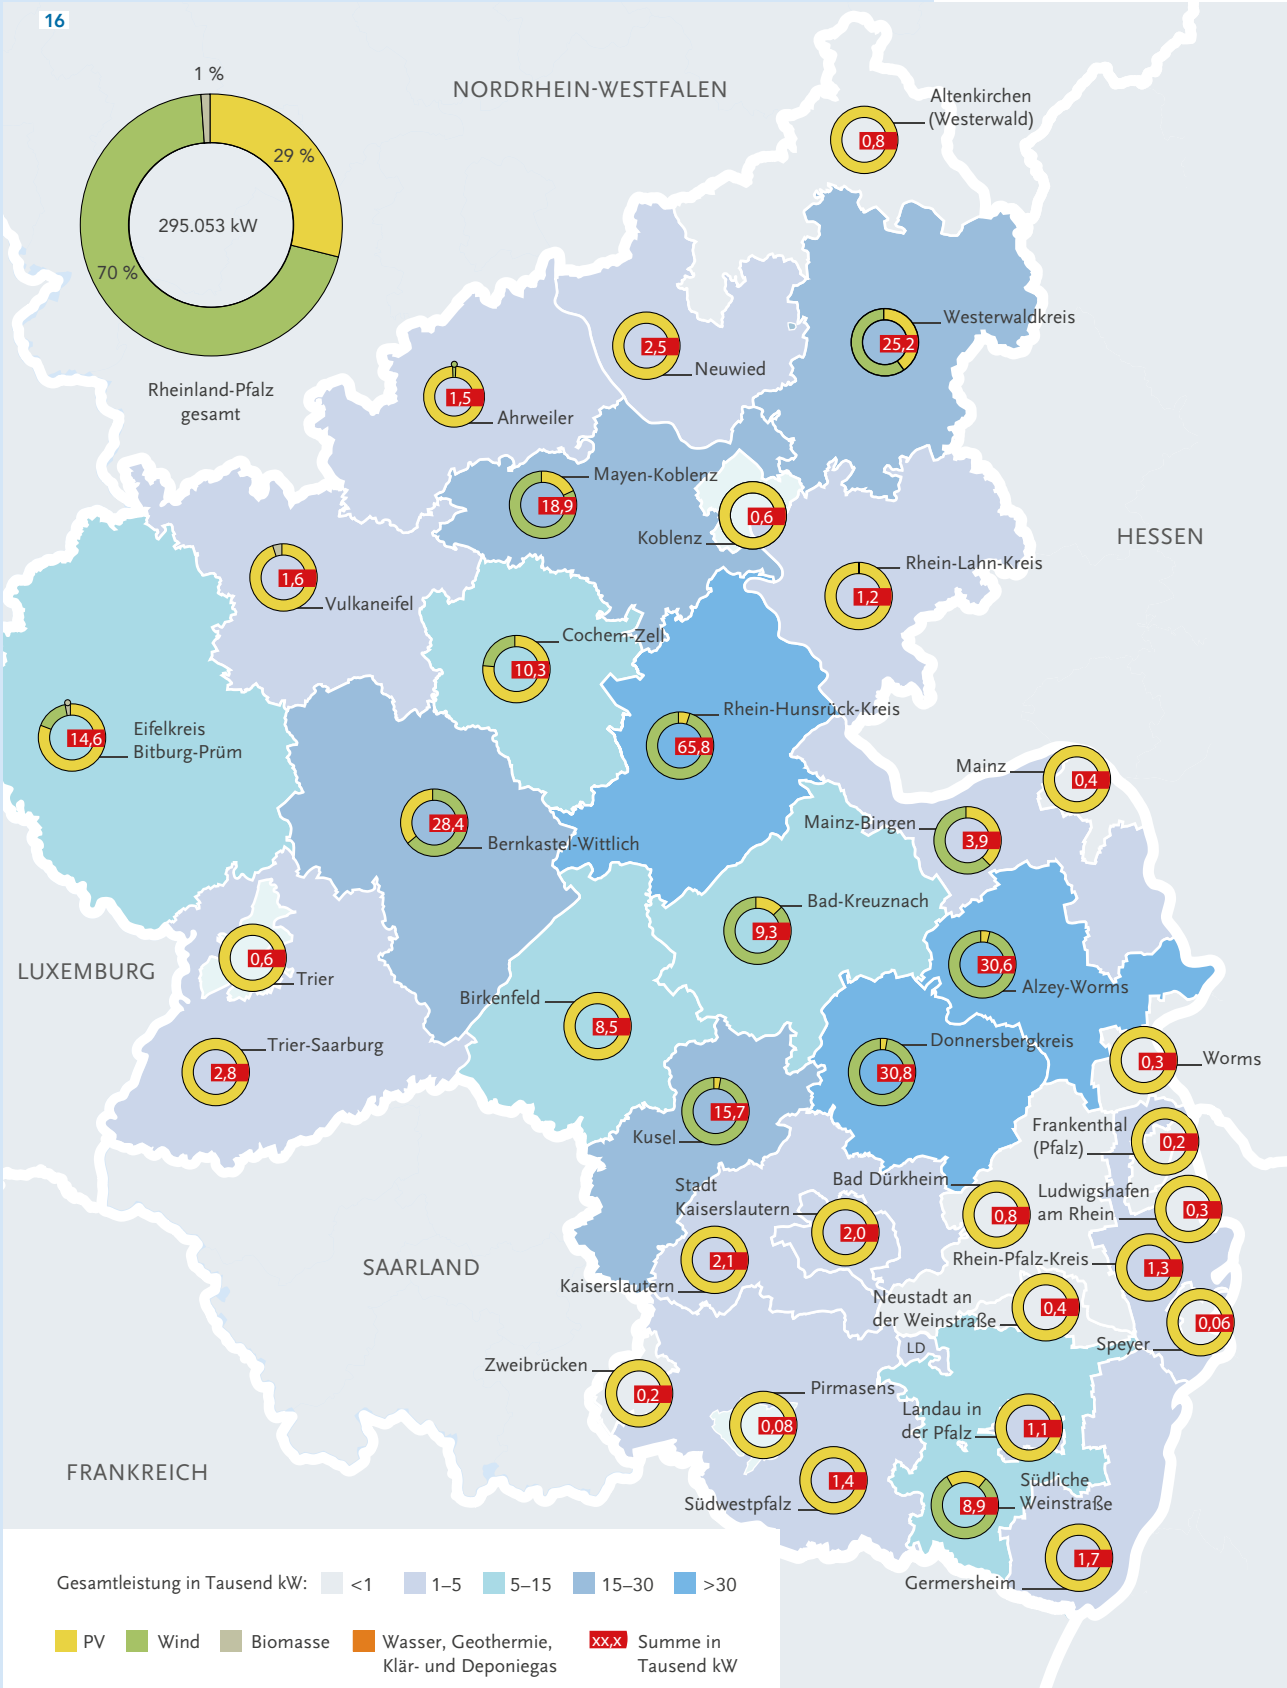 16
1 %
29 %
295.053 kW
70 %
Rheinland-Pfalz
gesamt
NORDRHEIN-WESTFALEN
Altenkirchen
(Westerwald)
0,8
Westerwaldkreis
25,2
2,5
Neuwied
1,5
Ahrweiler
Mayen-Koblenz
18,9
0,6
Koblenz
HESSEN
Rhein-Lahn-Kreis
1,2
1,6
Vulkaneifel
Cochem-Zell
10,3
Rhein-Hunsrück-Kreis
65,8
Eifelkreis
Bitburg-Prüm
14,6
Mainz
0,4
Mainz-Bingen
3,9
28,4
Bernkastel-Wittlich
Bad-Kreuznach
9,3
30,6
Alzey-Worms
LUXEMBURG
0,6
Trier
Birkenfeld
8,5
Trier-Saarburg
2,8
Donnersbergkreis
30,8
0,3
Worms
15,7
Kusel
Frankenthal
(Pfalz)
0,2
Bad Dürkheim
0,8
Ludwigshafen
am Rhein
0,3
Stadt
Kaiserslautern
2,0
2,1
Kaiserslautern
Rhein-Pfalz-Kreis
1,3
SAARLAND
Neustadt an
der Weinstraße
0,4
0,06
Speyer
LD
Zweibrücken
0,2
Pirmasens
0,08
Landau in
der Pfalz
1,1
FRANKREICH
1,4
Südwestpfalz
Südliche
Weinstraße
8,9
1,7
Germersheim
Gesamtleistung in Tausend kW:
<1
1–5
5–15
15–30
>30
PV
Wind
Biomasse
Wasser, Geothermie,
Klär- und Deponiegas
xx,x
Summe in
Tausend kW